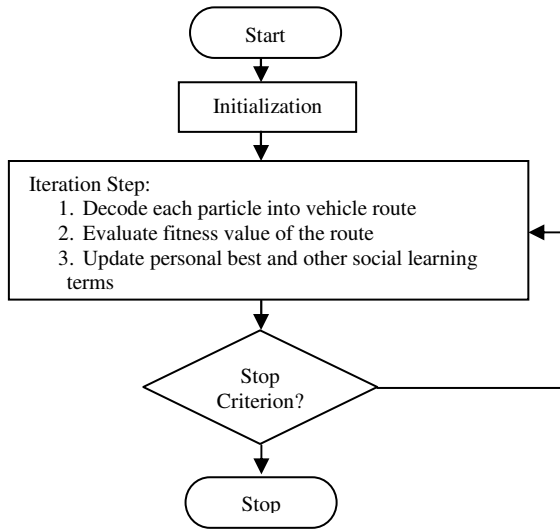 Start
Initialization
Iteration Step:
1. Decode each particle into vehicle route
2. Evaluate fitness value of the route
3. Update personal best and other social learning
terms
Stop
Criterion?
Stop